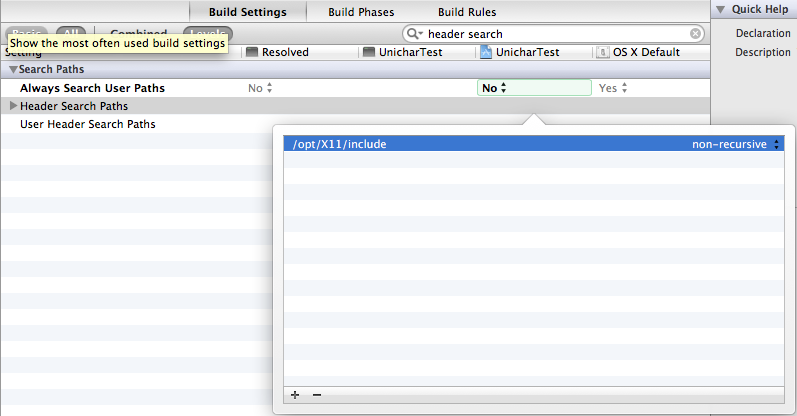 Build Settings Build Phases Build Rules Quick Help
Basic All Combined Levels header search Declaration
Show the most often used build settings
Setting Resolved UnicharTest UnicharTest OS X Default Description
Search Paths
Always Search User Paths No No Yes
Header Search Paths
User Header Search Paths
/opt/X11/include non-recursive